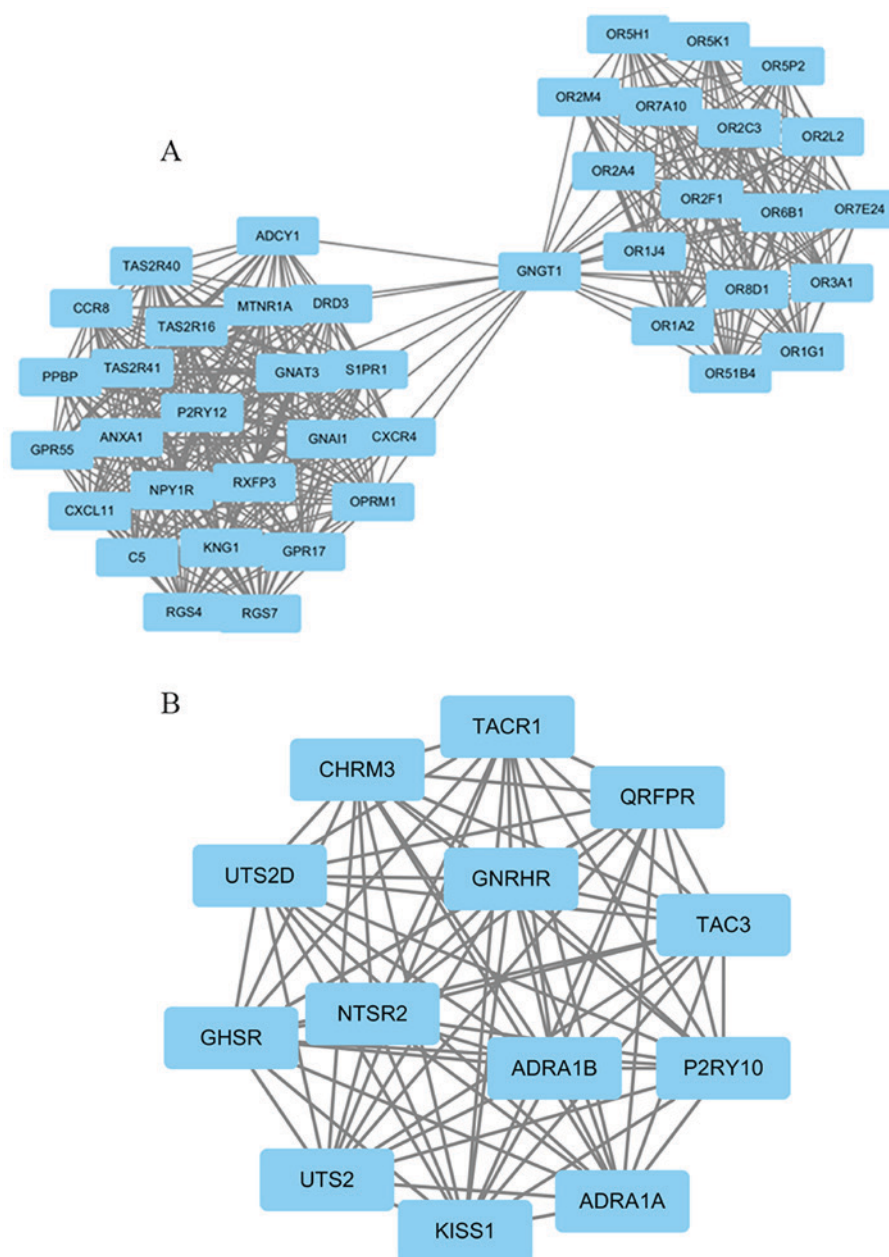 A
OR5H1
OR5K1
OR5P2
OR2M4
OR7A10
OR2C3
OR2L2
OR2A4
OR2F1
OR6B1
OR7E24
OR1J4
OR8D1
OR3A1
OR1A2
OR1G1
OR51B4
GNGT1
ADCY1
TAS2R40
CCR8
MTNR1A
DRD3
TAS2R16
PPBP
TAS2R41
GNAT3
S1PR1
P2RY12
GPR55
ANXA1
GNAI1
CXCR4
CXCL11
NPY1R
RXFP3
OPRM1
C5
KNG1
GPR17
RGS4
RGS7
B
TACR1
CHRM3
QRFPR
UTS2D
GNRHR
TAC3
NTSR2
GHSR
ADRA1B
P2RY10
UTS2
ADRA1A
KISS1